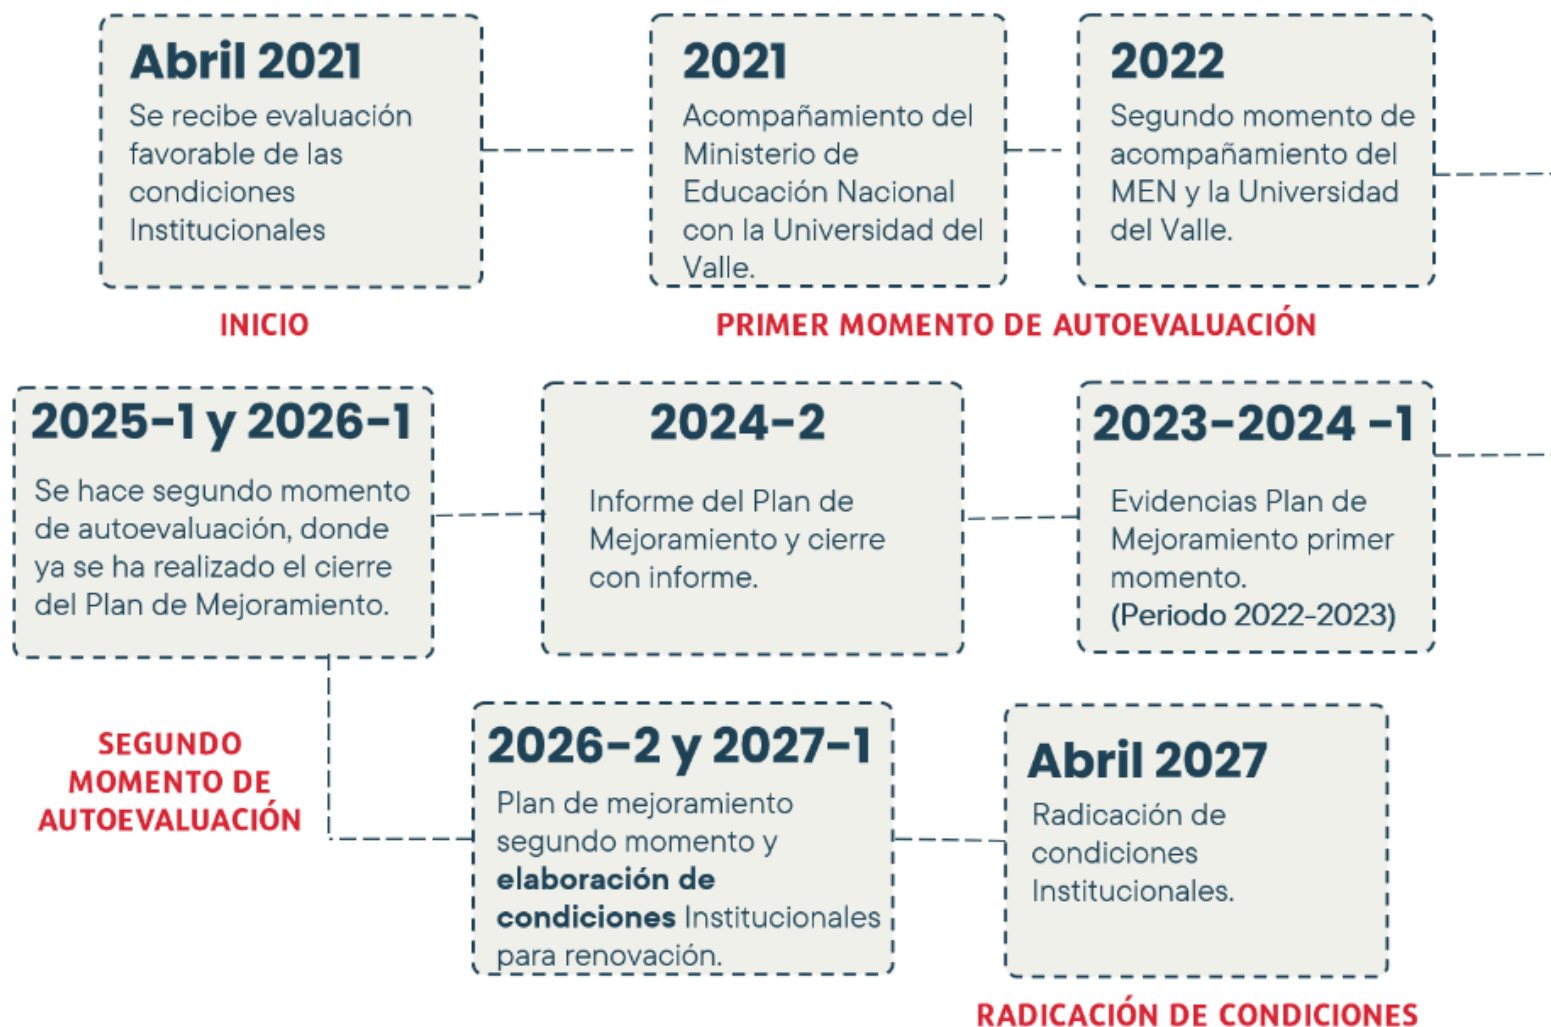 Abril 2021
Se recibe evaluación
favorable de las
condiciones
Institucionales
2021
Acompañamiento del
Ministerio de
Educación Nacional
con la Universidad del
Valle.
2022
Segundo momento de
acompañamiento del
MEN y la Universidad
del Valle.
INICIO
PRIMER MOMENTO DE AUTOEVALUACIÓN
2023-2024 -1
Evidencias Plan de
Mejoramiento primer
momento.
(Periodo 2022-2023)
2024-2
Informe del Plan de
Mejoramiento y cierre
con informe.
2025-1 y 2026-1
Se hace segundo momento
de autoevaluación, donde
ya se ha realizado el cierre
del Plan de Mejoramiento.
SEGUNDO
MOMENTO DE
AUTOEVALUACIÓN
2026-2 y 2027-1
Plan de mejoramiento
segundo momento y
elaboración de
condiciones Institucionales
para renovación.
Abril 2027
Radicación de
condiciones
Institucionales.
RADICACIÓN DE CONDICIONES